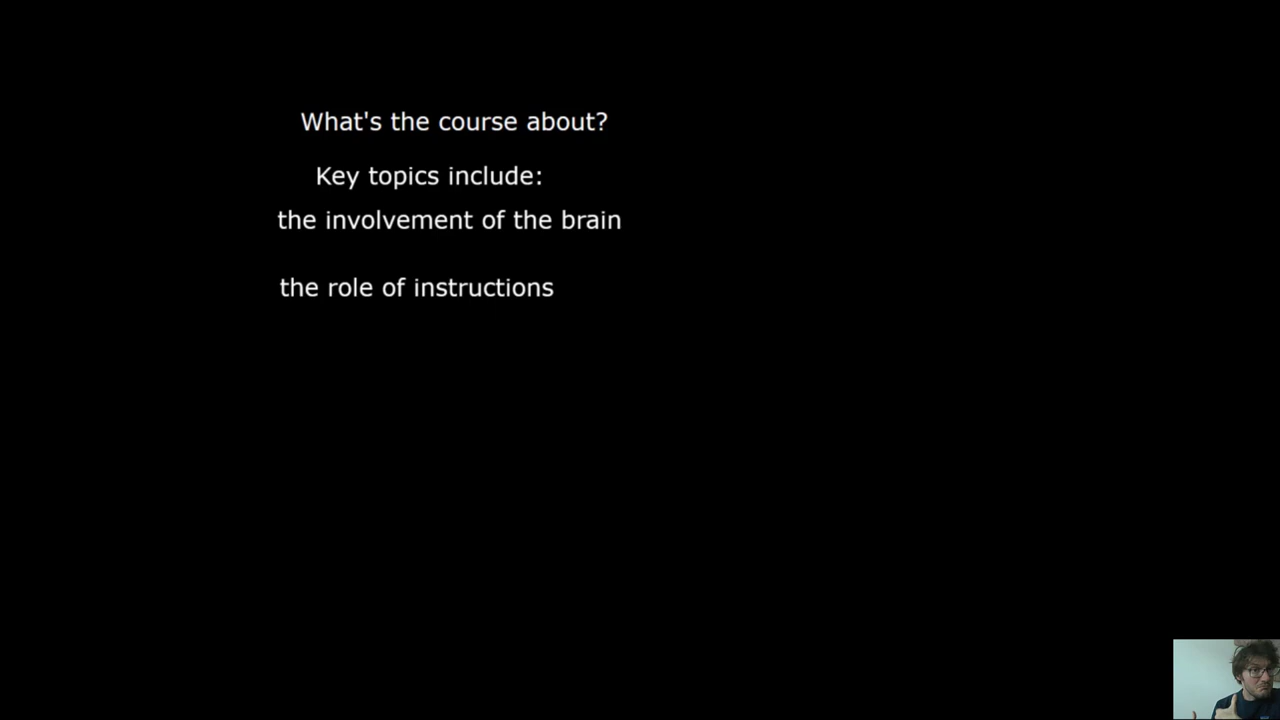 What's the course about?
Key topics include:
the involvement of the brain
the role of instructions